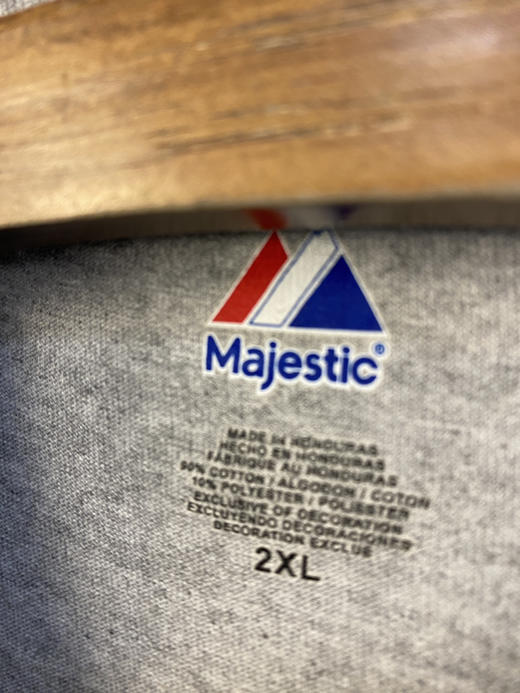 Majestic®
MADE IN HONDURAS
HECHO EN HONDURAS
FABRIQUE AU HONDURAS
90% COTTON / ALGODON / COTON
10% POLYESTER / POLIESTER
EXCLUSIVE OF DECORATION
EXCLUYENDO DECORACIONES
DECORATION EXCLUE
2XL